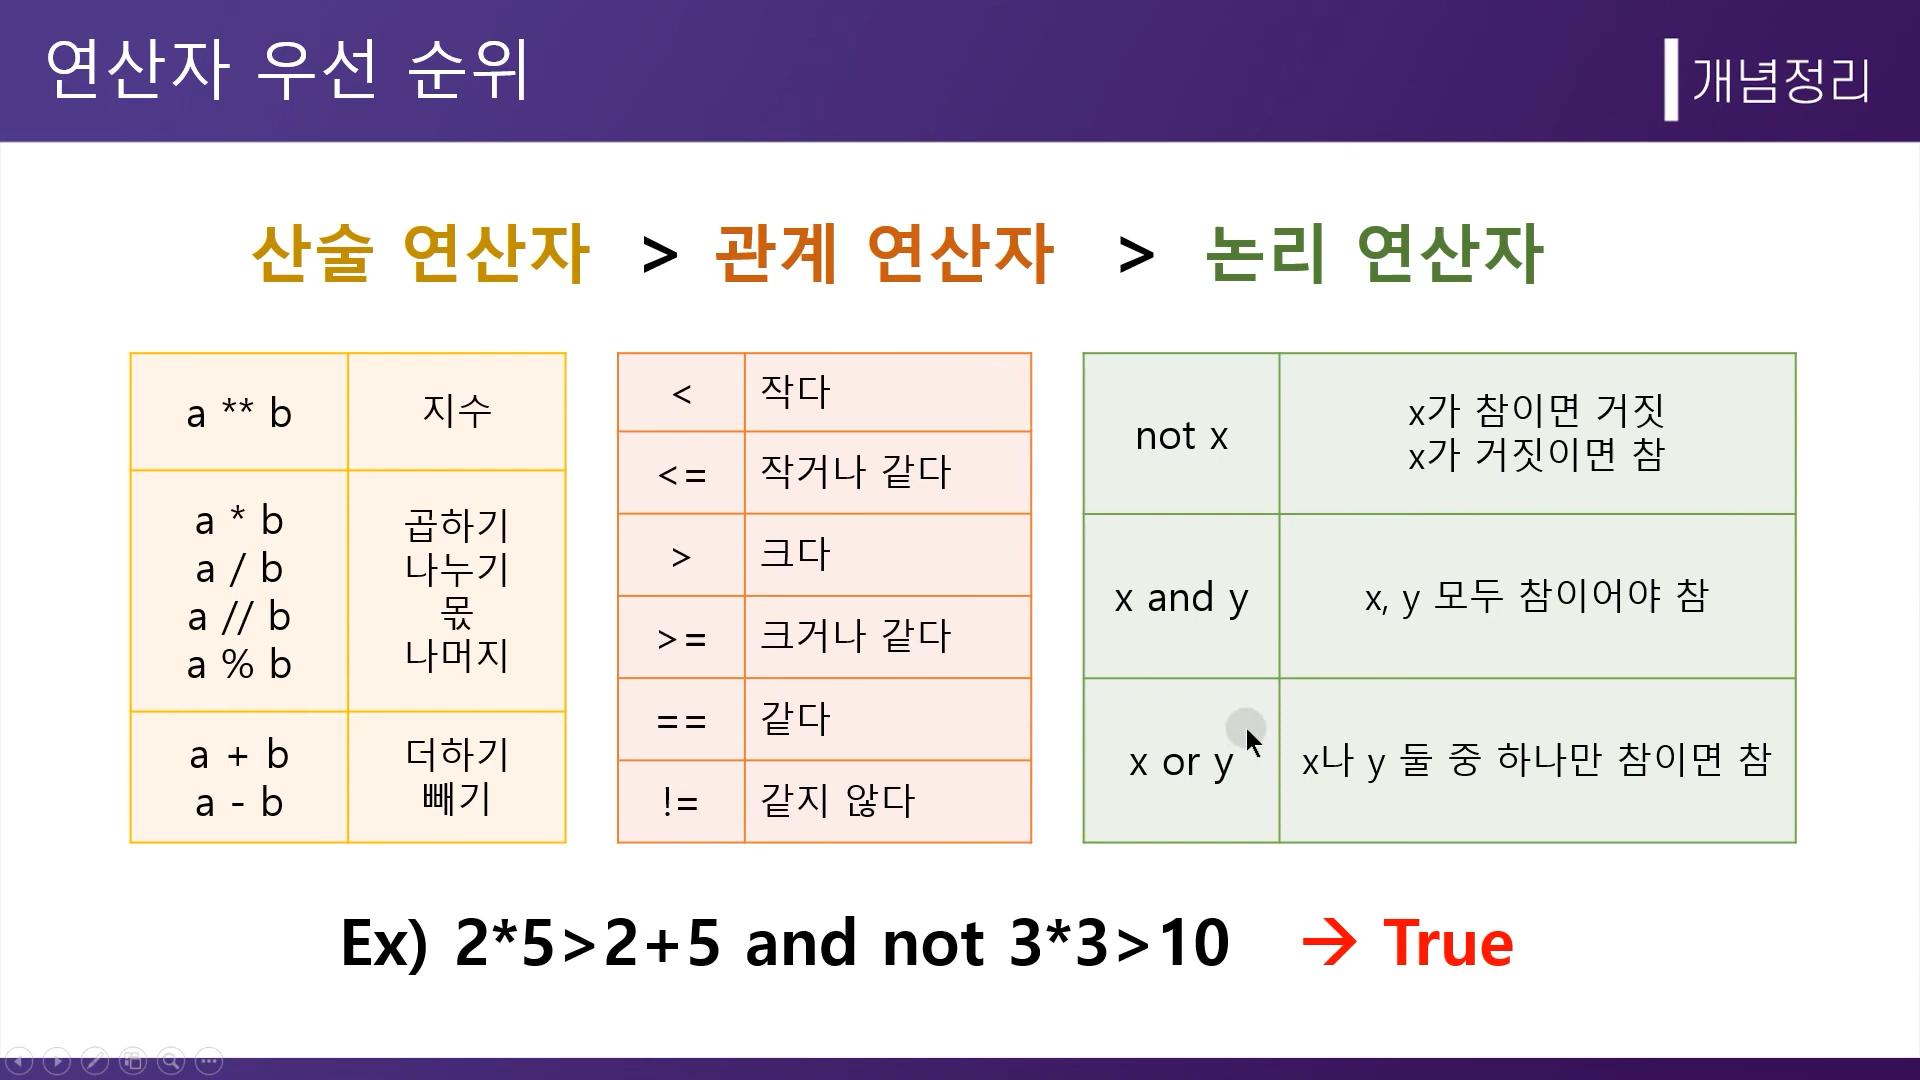 연산자 우선 순위
개념정리
산술 연산자 > 관계 연산자 > 논리 연산자
a ** b 지수
a * b 곱하기
a / b 나누기
a // b 몫
a % b 나머지
a + b 더하기
a - b 빼기
< 작다
<= 작거나 같다
> 크다
>= 크거나 같다
== 같다
!= 같지 않다
not x
x가 참이면 거짓
x가 거짓이면 참
x and y x, y 모두 참이어야 참
x or y x나 y 둘 중 하나만 참이면 참
Ex) 2*5>2+5 and not 3*3>10 → True